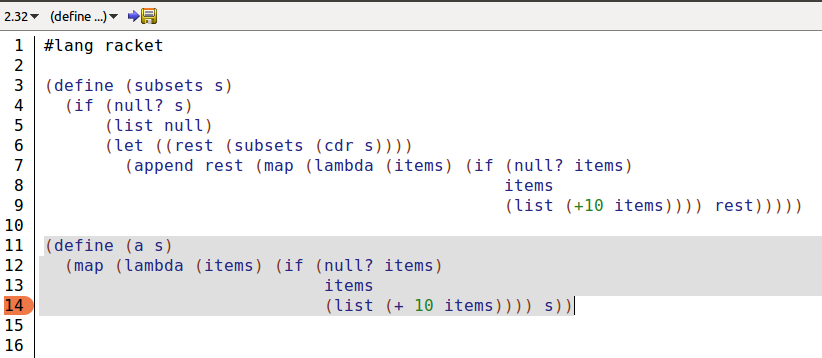 2.32 (define ...)
1 #lang racket
2
3 (define (subsets s)
4   (if (null? s)
5       (list null)
6       (let ((rest (subsets (cdr s))))
7         (append rest (map (lambda (items) (if (null? items)
8                                               items
9                                               (list (+10 items)))) rest)))))
10
11 (define (a s)
12   (map (lambda (items) (if (null? items)
13                            items
14                            (list (+ 10 items)))) s))
15
16